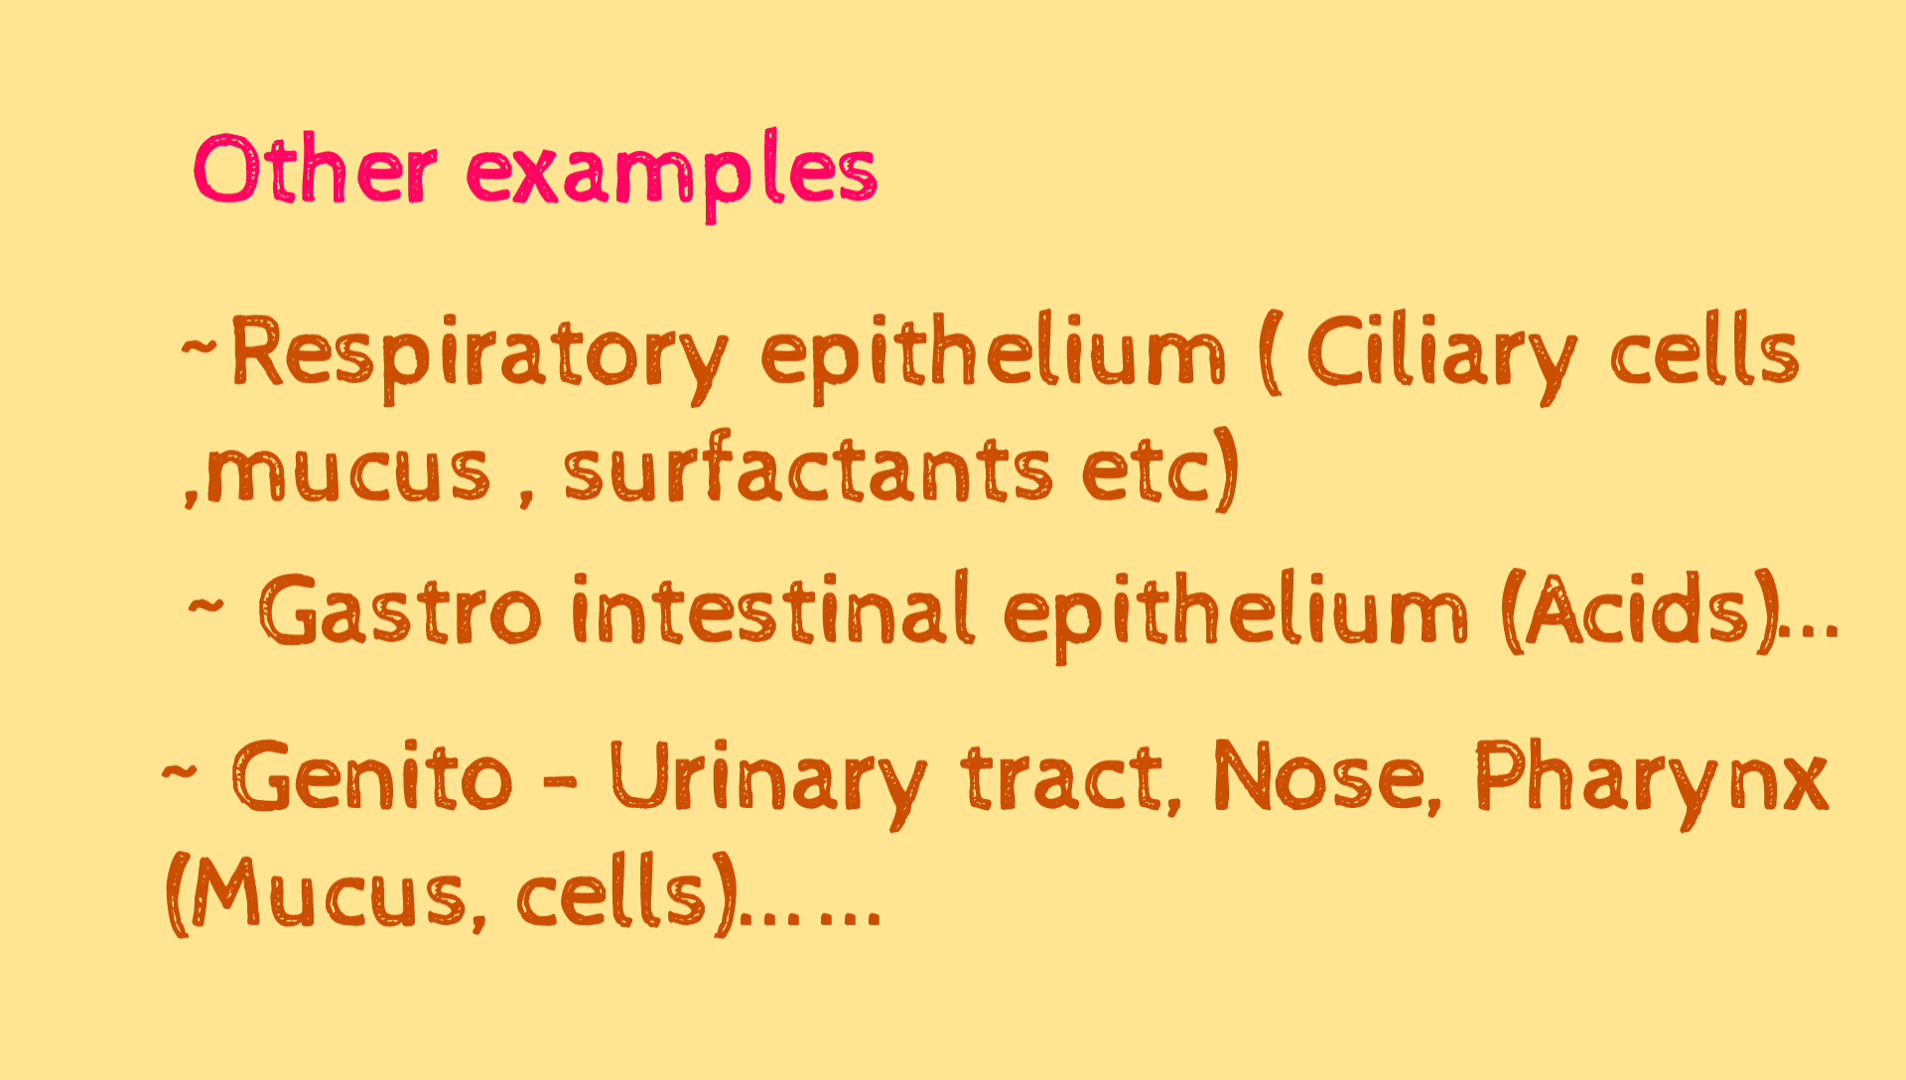 Other examples
~Respiratory epithelium ( Ciliary cells
,mucus , surfactants etc)
~ Gastro intestinal epithelium (Acids)...
~ Genito - Urinary tract, Nose, Pharynx
(Mucus, cells)......